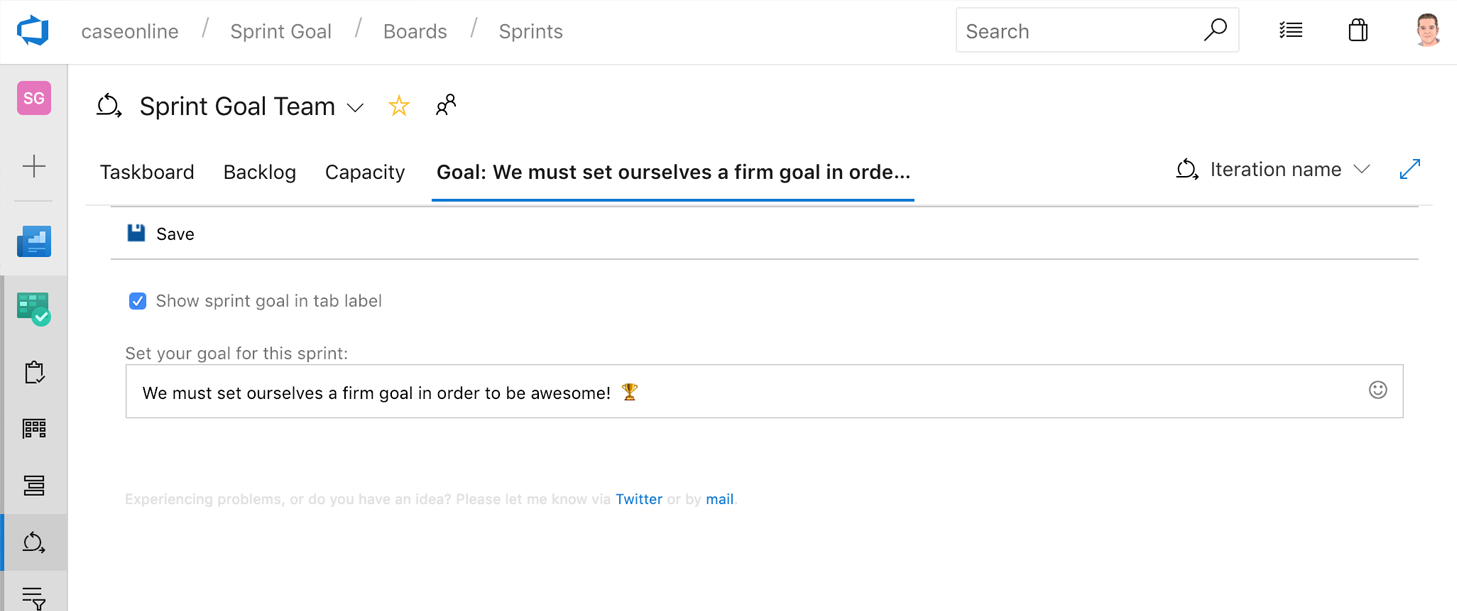 caseonline / Sprint Goal / Boards / Sprints
Search
SG
Sprint Goal Team
Taskboard Backlog Capacity Goal: We must set ourselves a firm goal in orde... Iteration name
Save
Show sprint goal in tab label
Set your goal for this sprint:
We must set ourselves a firm goal in order to be awesome! 🏆
Experiencing problems, or do you have an idea? Please let me know via Twitter or by mail.